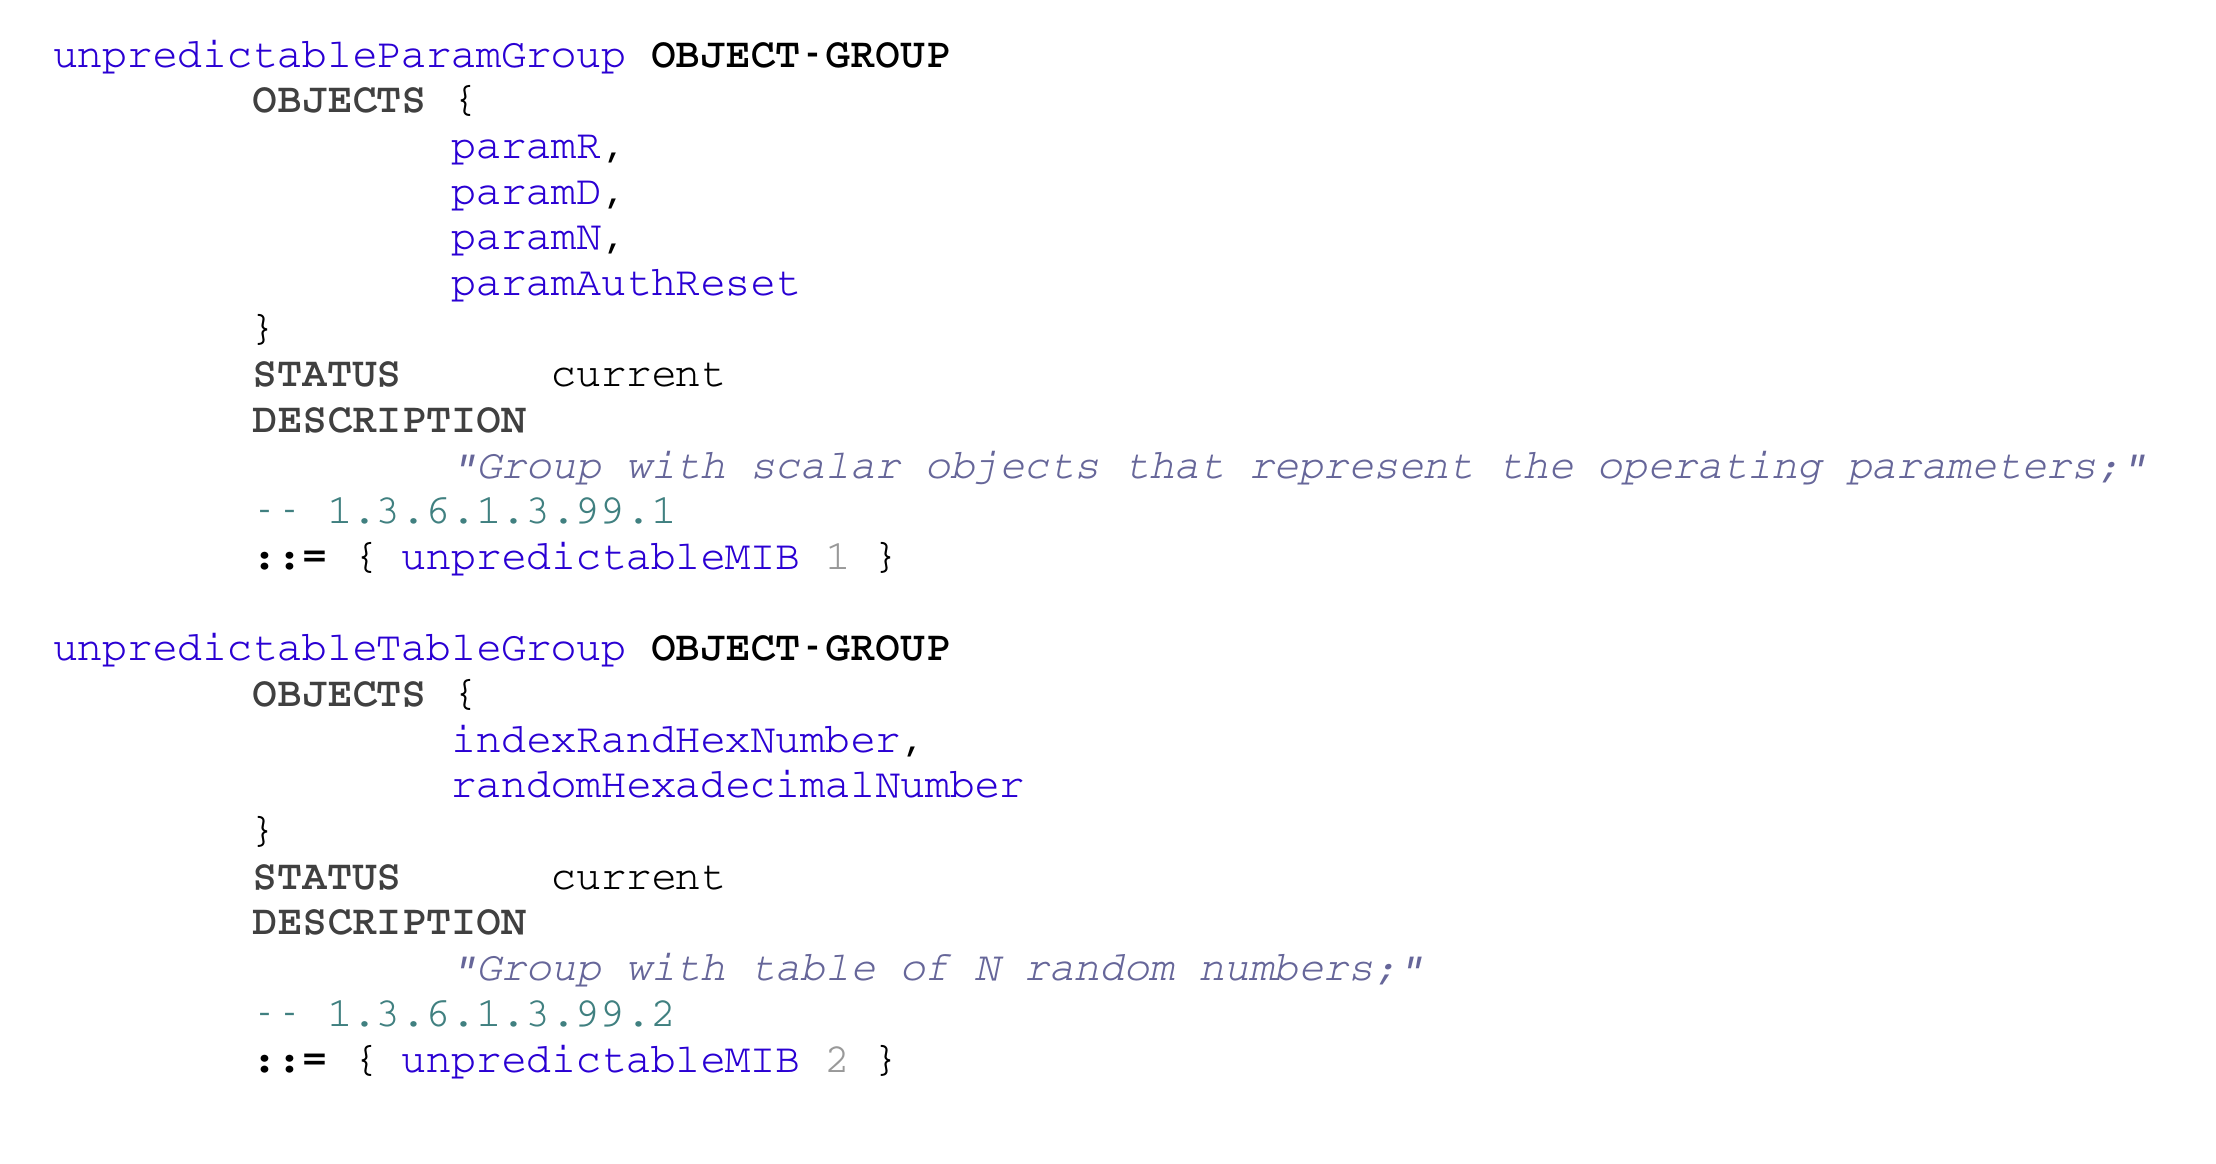 unpredictableParamGroup OBJECT-GROUP
        OBJECTS {
                paramR,
                paramD,
                paramN,
                paramAuthReset
        }
        STATUS      current
        DESCRIPTION
                "Group with scalar objects that represent the operating parameters;"
        -- 1.3.6.1.3.99.1
        ::= { unpredictableMIB 1 }

unpredictableTableGroup OBJECT-GROUP
        OBJECTS {
                indexRandHexNumber,
                randomHexadecimalNumber
        }
        STATUS      current
        DESCRIPTION
                "Group with table of N random numbers;"
        -- 1.3.6.1.3.99.2
        ::= { unpredictableMIB 2 }